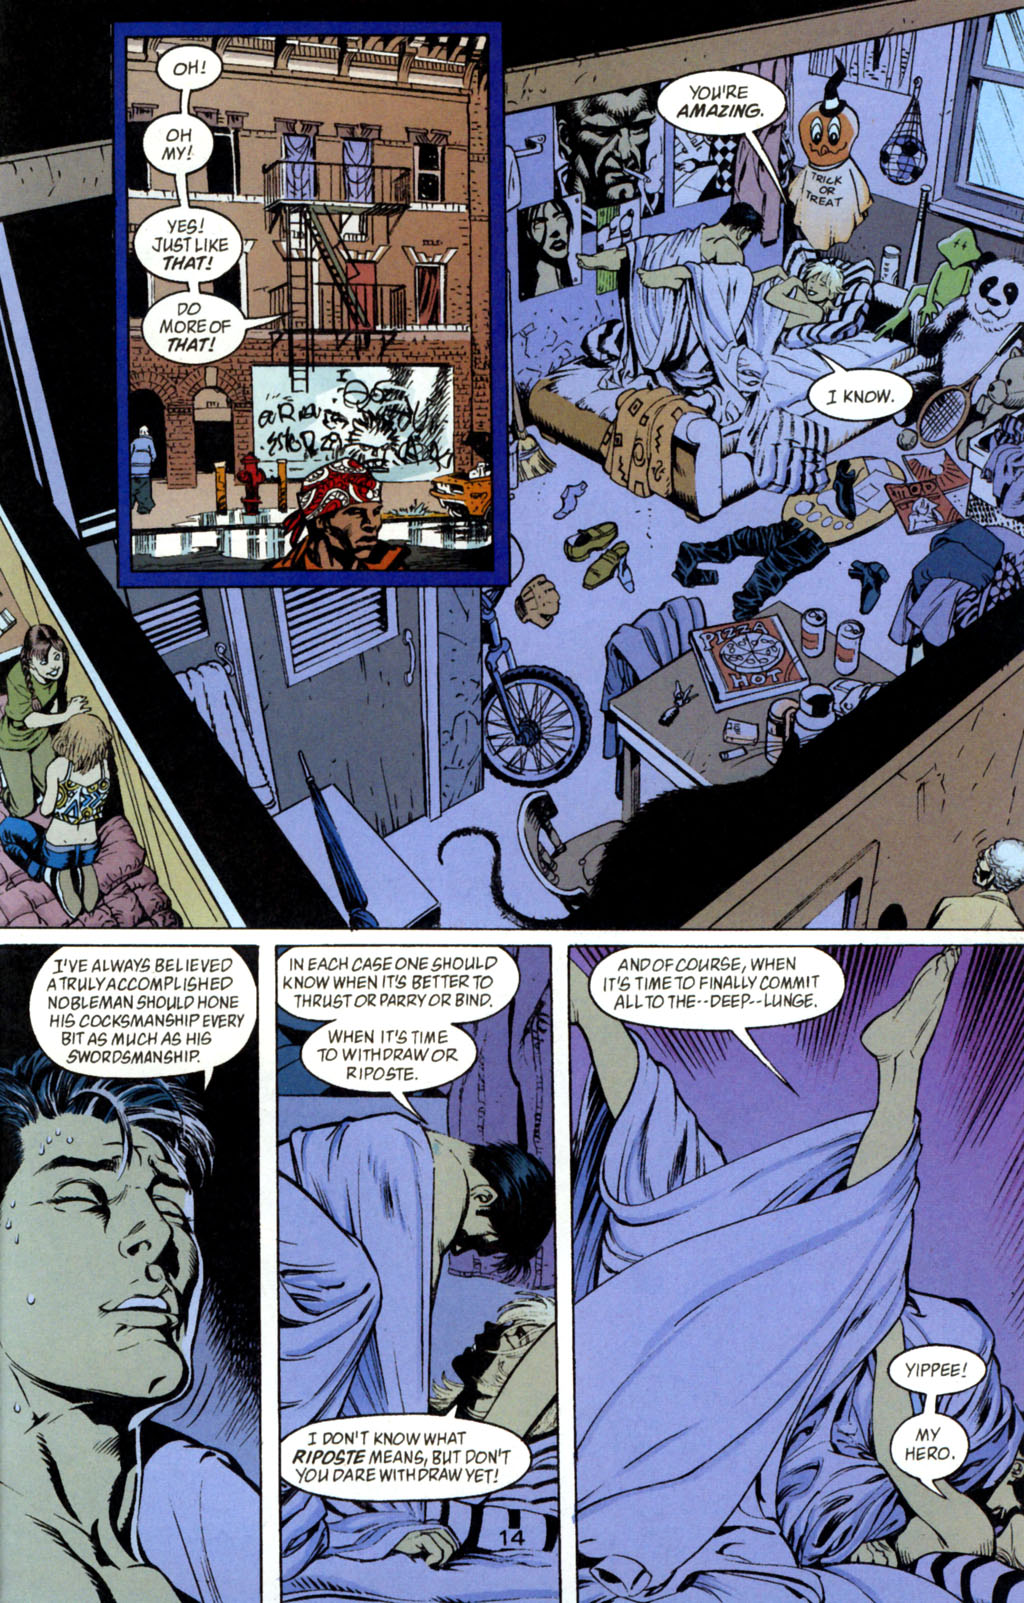 OH!
OH
MY!
YES!
JUST LIKE
THAT!
DO
MORE OF
THAT!
YOU'RE
AMAZING.
TRICK
OR
TREAT
I KNOW.
PIZZA
HOT
I'VE ALWAYS BELIEVED
A TRULY ACCOMPLISHED
NOBLEMAN SHOULD HONE
HIS COCKSMANSHIP EVERY
BIT AS MUCH AS HIS
SWORDSMANSHIP.
IN EACH CASE ONE SHOULD
KNOW WHEN IT'S BETTER TO
THRUST OR PARRY OR BIND.
WHEN IT'S TIME
TO WITHDRAW OR
RIPOSTE.
I DON'T KNOW WHAT
RIPOSTE MEANS, BUT DON'T
YOU DARE WITHDRAW YET!
14
AND OF COURSE, WHEN
IT'S TIME TO FINALLY COMMIT
ALL TO THE--DEEP--LUNGE.
YIPPEE!
MY
HERO.